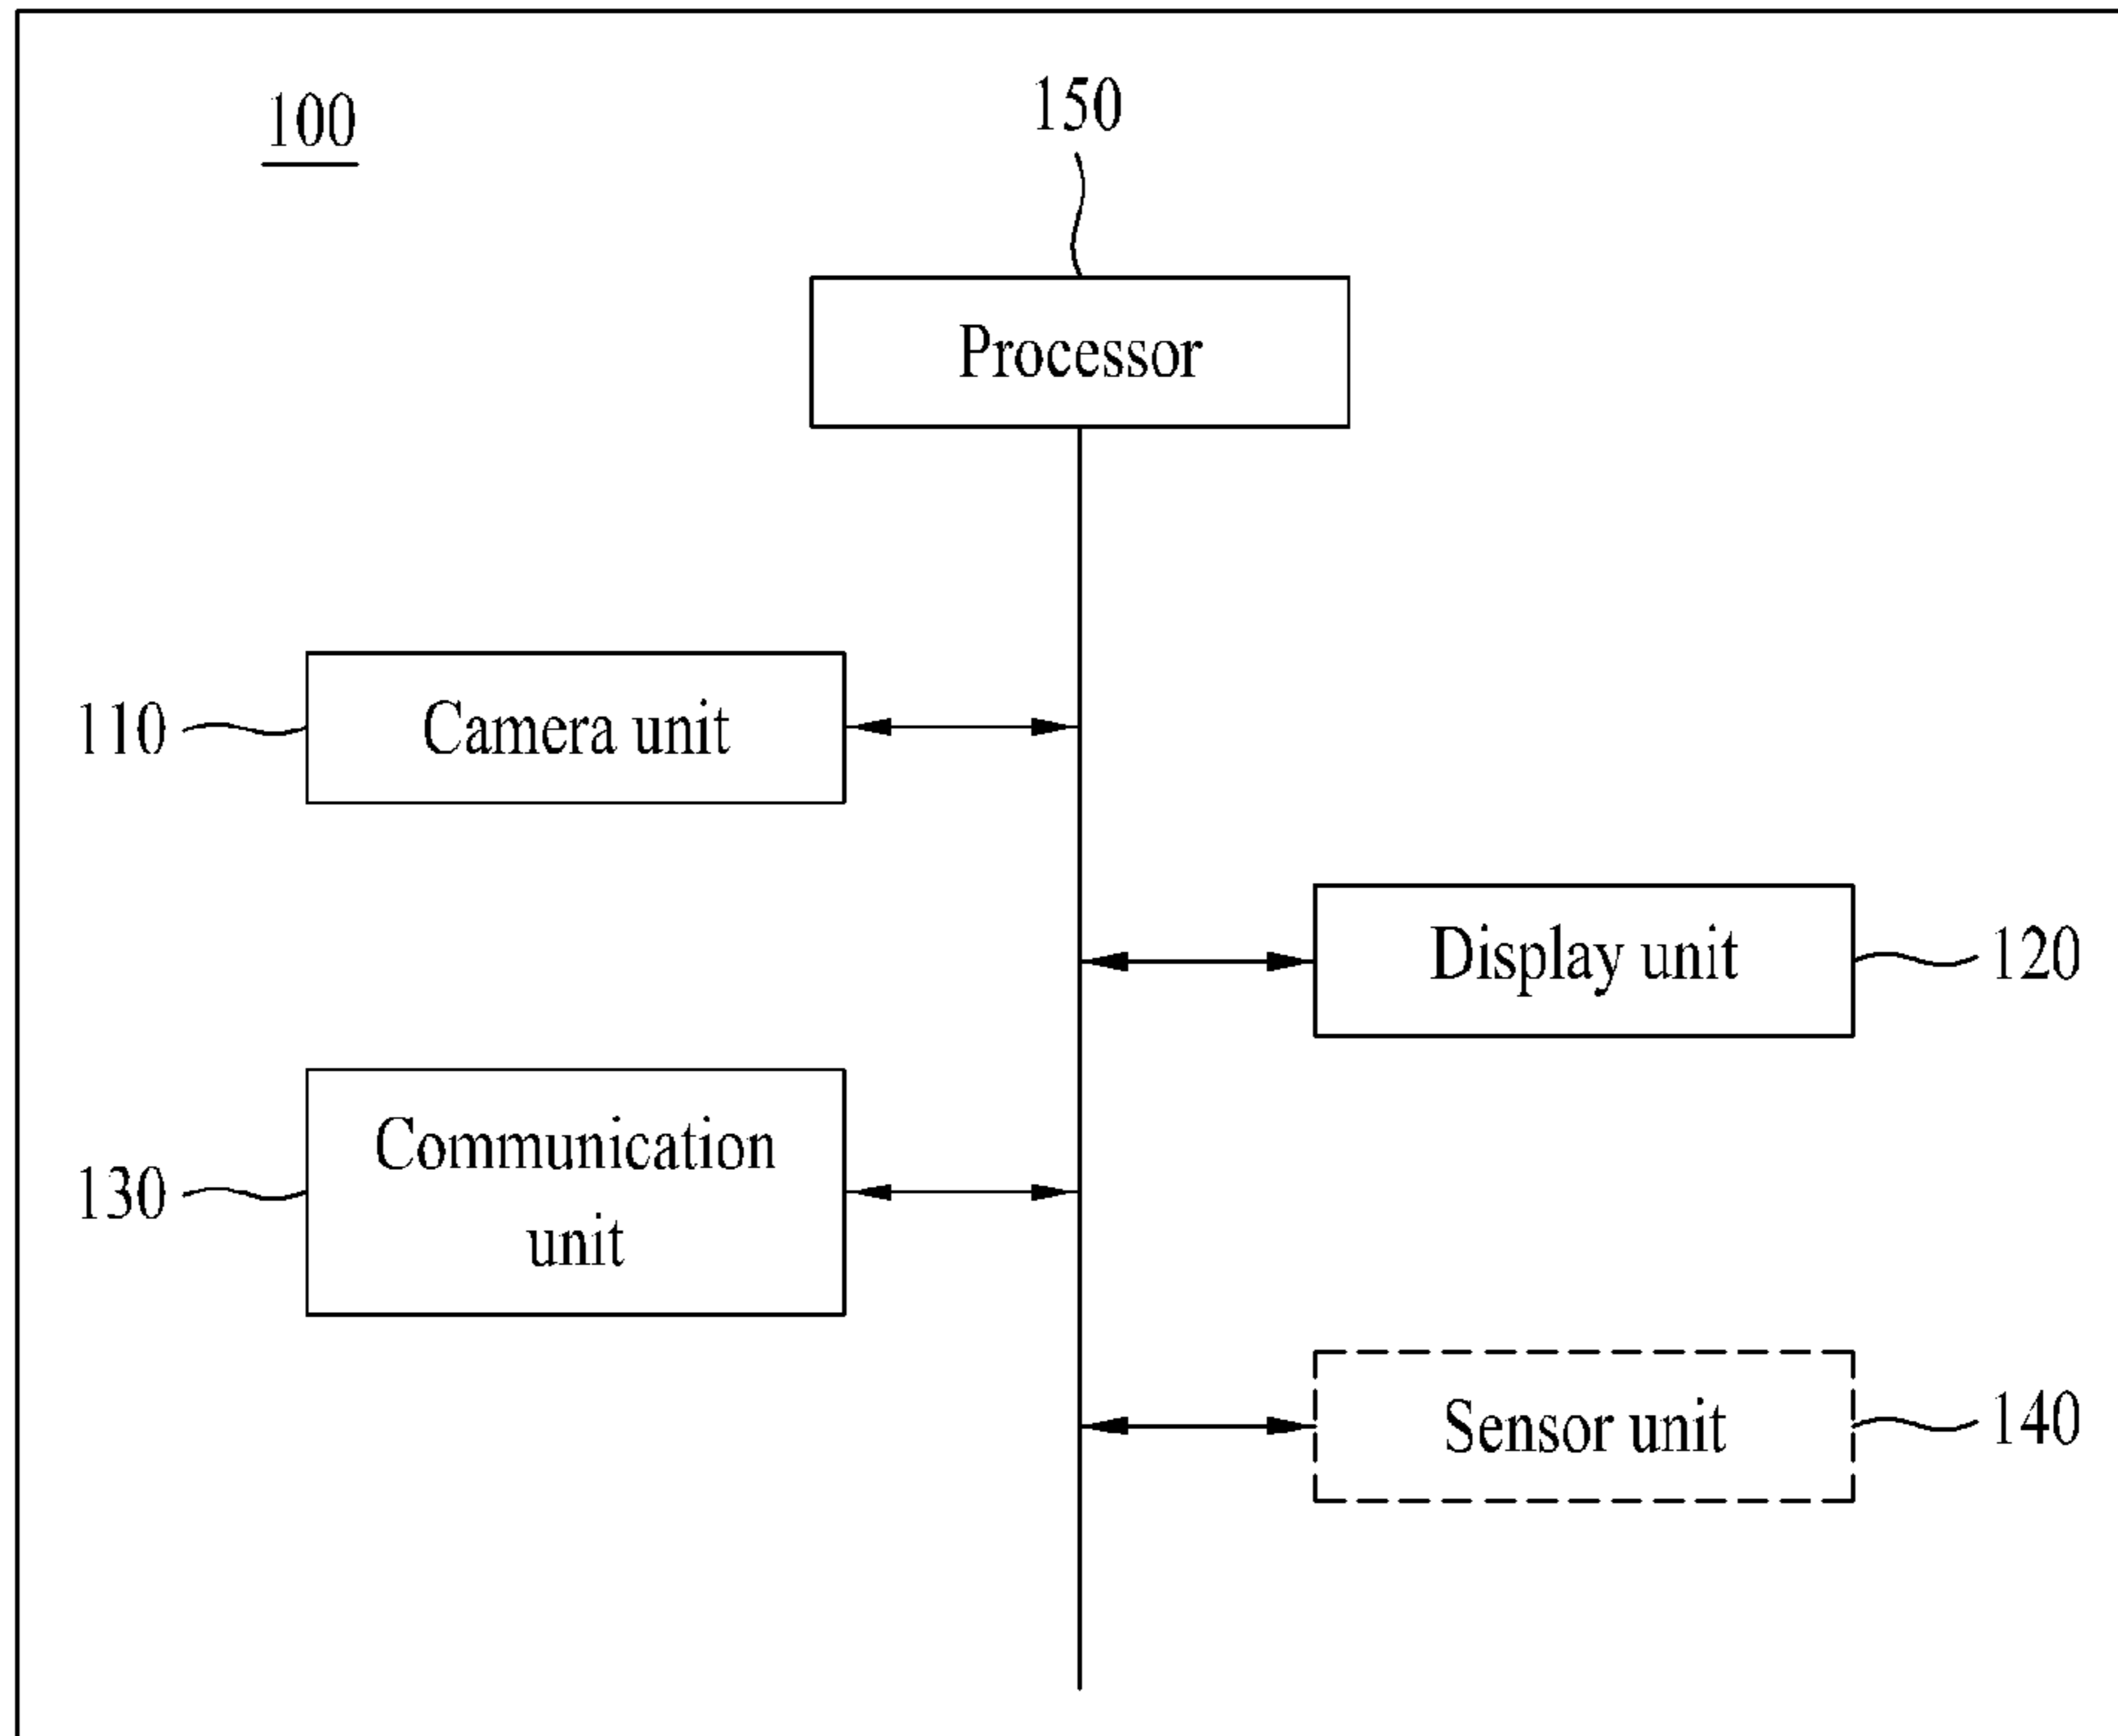 100
150
Processor
110
Camera unit
Display unit
120
130
Communication
unit
Sensor unit
140